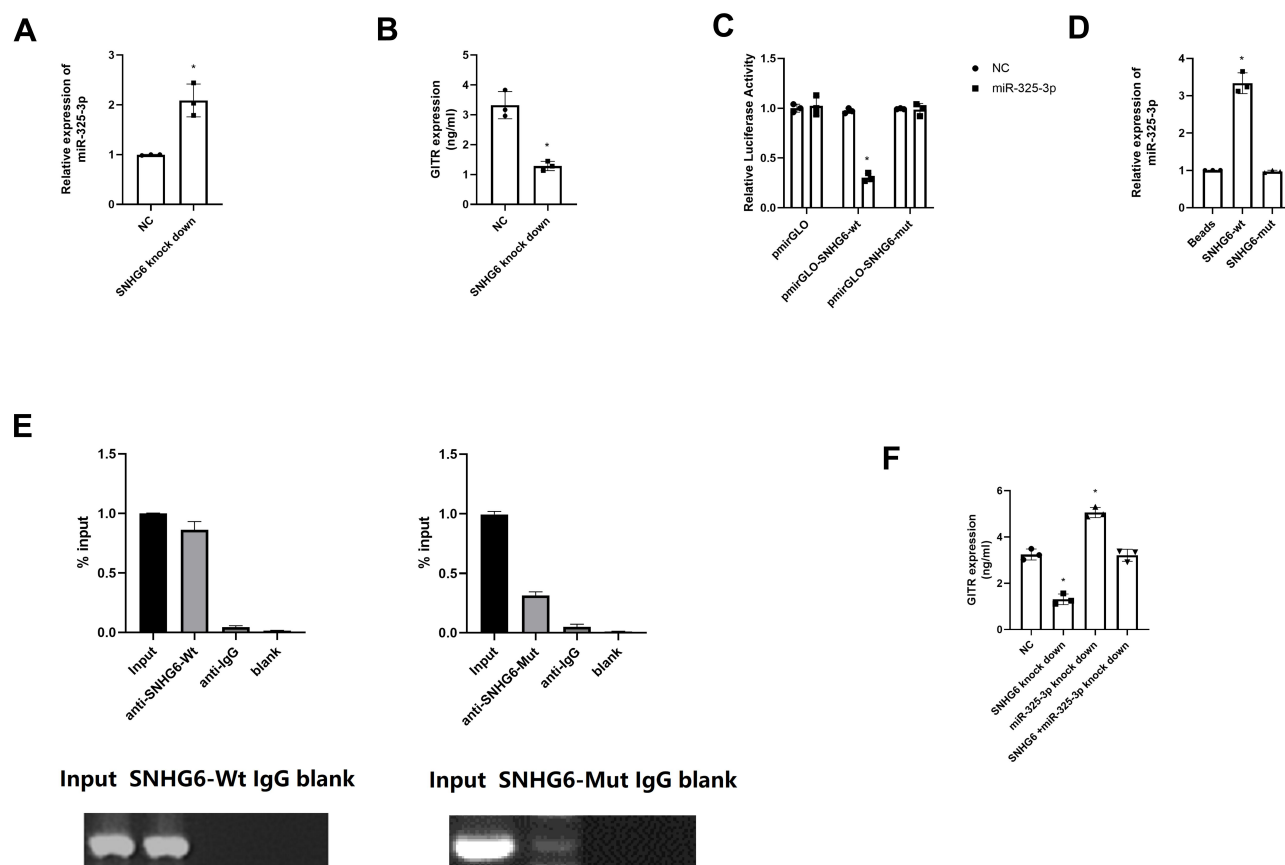 A
Relative expression of
miR-325-3p
3
2
1
0
*
NC
SNHG6 knock down
B
GITR expression
(ng/ml)
5
4
3
2
1
0
*
NC
SNHG6 knock down
C
Relative Luciferase Activity
1.5
1.0
0.5
0.0
*
pmirGLO
pmirGLO-SNHG6-wt
pmirGLO-SNHG6-mut
NC
miR-325-3p
D
Relative expression of
miR-325-3p
4
3
2
1
0
*
Beads
SNHG6-wt
SNHG6-mut
E
% input
1.5
1.0
0.5
0.0
Input
anti-SNHG6-Wt
anti-IgG
blank
% input
1.5
1.0
0.5
0.0
Input
anti-SNHG6-Mut
anti-IgG
blank
Input SNHG6-Wt IgG blank
Input SNHG6-Mut IgG blank
F
GITR expression
(ng/ml)
6
4
2
0
*
*
NC
SNHG6 knock down
miR-325-3p knock down
SNHG6 +miR-325-3p knock down